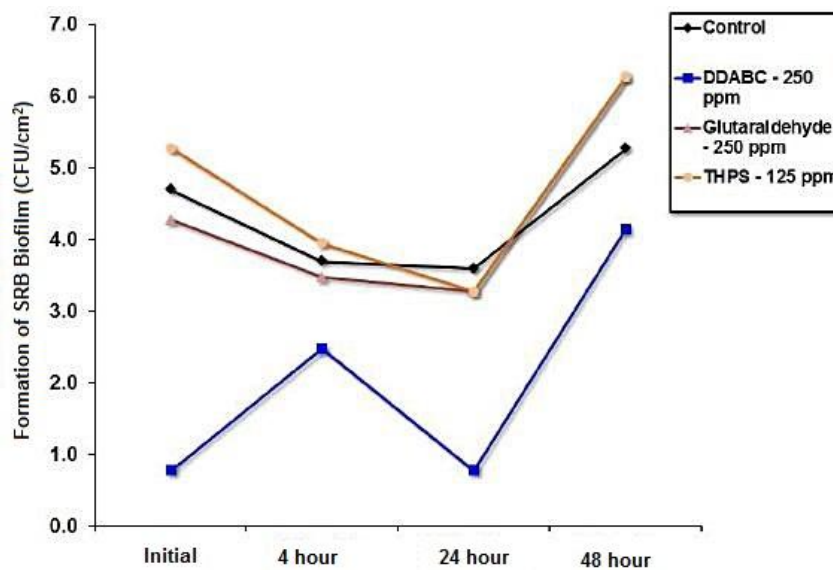 Formation of SRB Biofilm (CFU/cm²)
7.0
6.0
5.0
4.0
3.0
2.0
1.0
0.0
Initial
4 hour
24 hour
48 hour
Control
DDABC - 250
ppm
Glutaraldehyde
- 250 ppm
THPS - 125 ppm